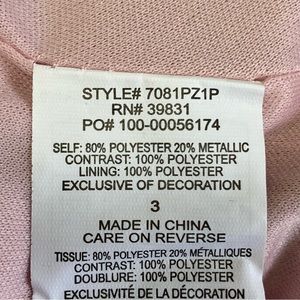 STYLE# 7081PZ1P
RN# 39831
PO# 100-00056174
SELF: 80% POLYESTER 20% METALLIC
CONTRAST: 100% POLYESTER
LINING: 100% POLYESTER
EXCLUSIVE OF DECORATION
3
MADE IN CHINA
CARE ON REVERSE
TISSUE: 80% POLYESTER 20% MÉTALLIQUES
CONTRAST: 100% POLYESTER
DOUBLURE: 100% POLYESTER
EXCLUSIVITÉ DE LA DÉCORATION
3